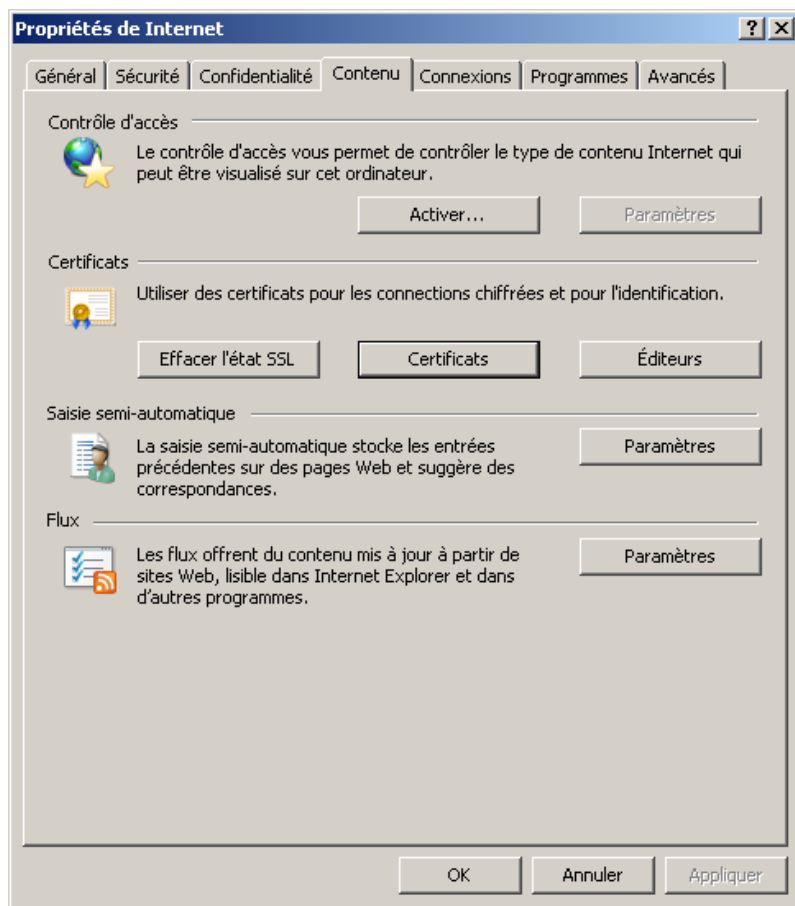 Propriétés de Internet
Général Sécurité Confidentialité Contenu Connexions Programmes Avancés
Contrôle d'accès
Le contrôle d'accès vous permet de contrôler le type de contenu Internet qui
peut être visualisé sur cet ordinateur.
Activer... Paramètres
Certificats
Utiliser des certificats pour les connections chiffrées et pour l'identification.
Effacer l'état SSL Certificats Éditeurs
Saisie semi-automatique
La saisie semi-automatique stocke les entrées
précédentes sur des pages Web et suggère des
correspondances.
Paramètres
Flux
Les flux offrent du contenu mis à jour à partir de
sites Web, lisible dans Internet Explorer et dans
d’autres programmes.
Paramètres
OK Annuler Appliquer